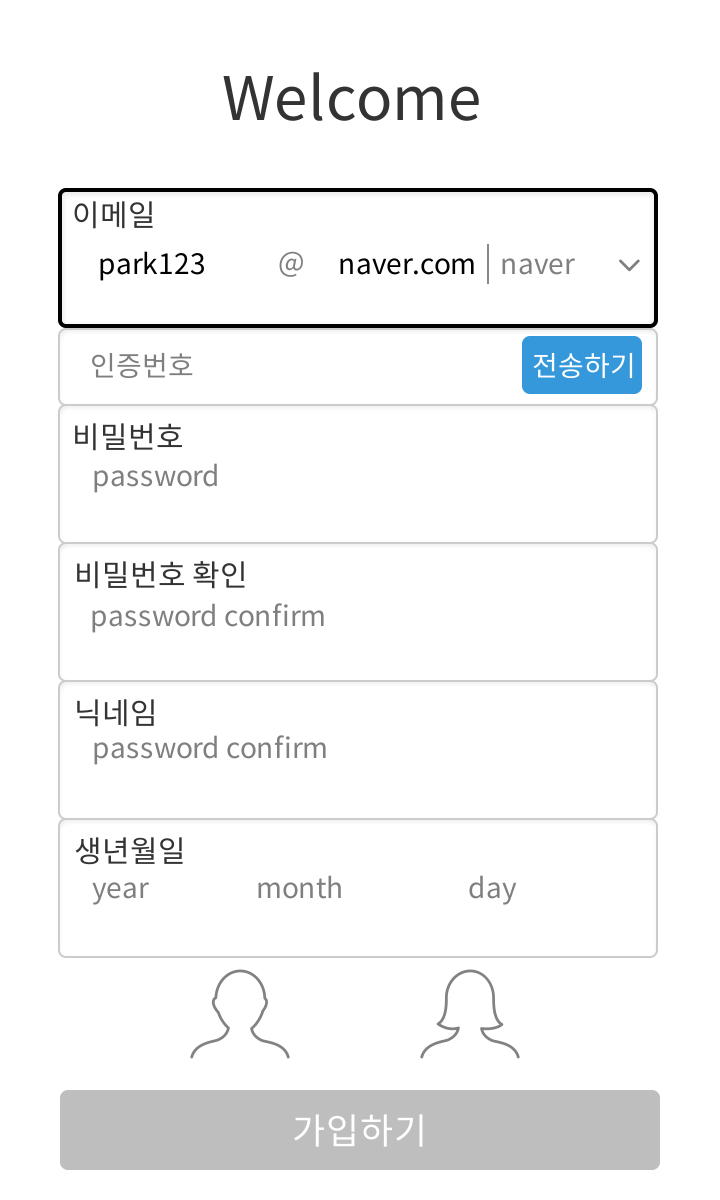 Welcome
이메일
park123 @ naver.com naver
인증번호 전송하기
비밀번호
password
비밀번호 확인
password confirm
닉네임
password confirm
생년월일
year month day
가입하기